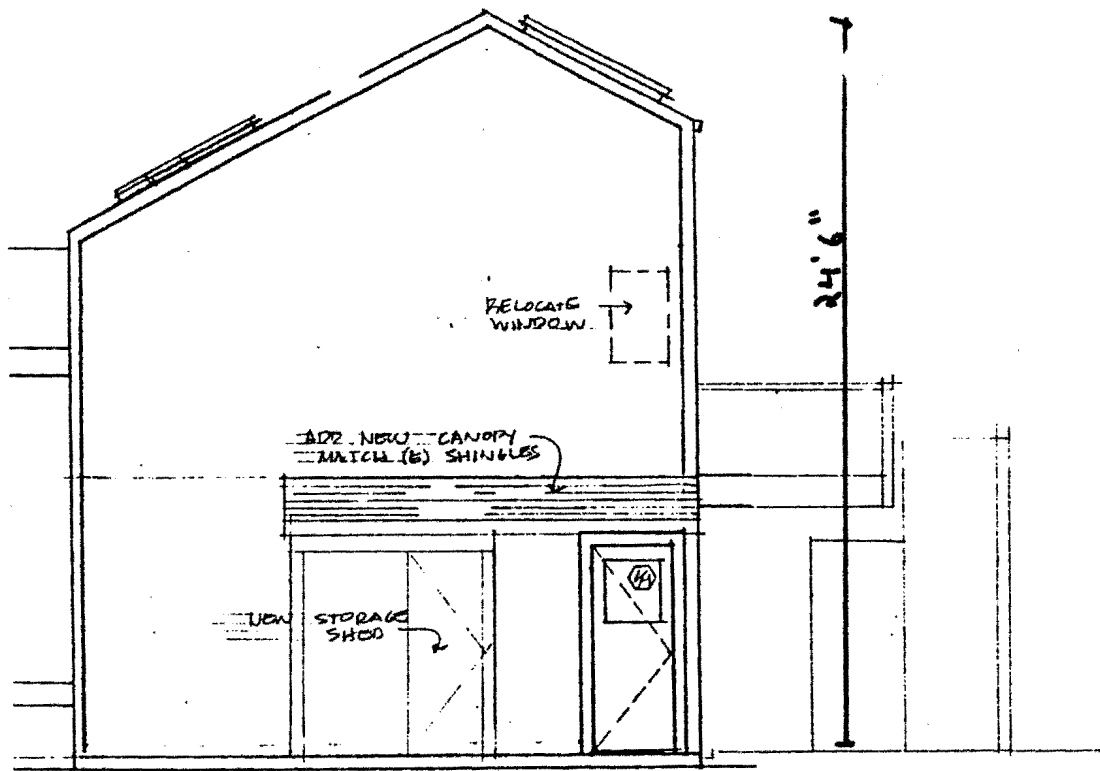 24' 6"
RELOCATE
WINDOW
ADD NEW CANOPY
MATCH (E) SHINGLES
NEW STORAGE
SHED